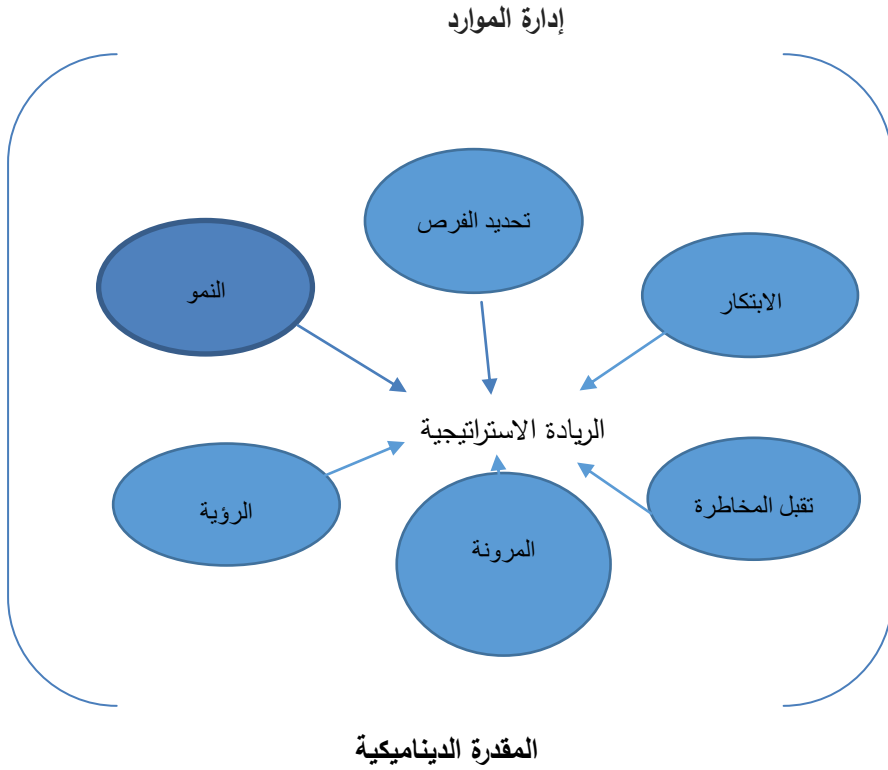 إدارة الموارد
تحديد الفرص
الابتكار
النمو
الريادة الاستراتيجية
تقبل المخاطرة
المرونة
الرؤية
المقدرة الديناميكية